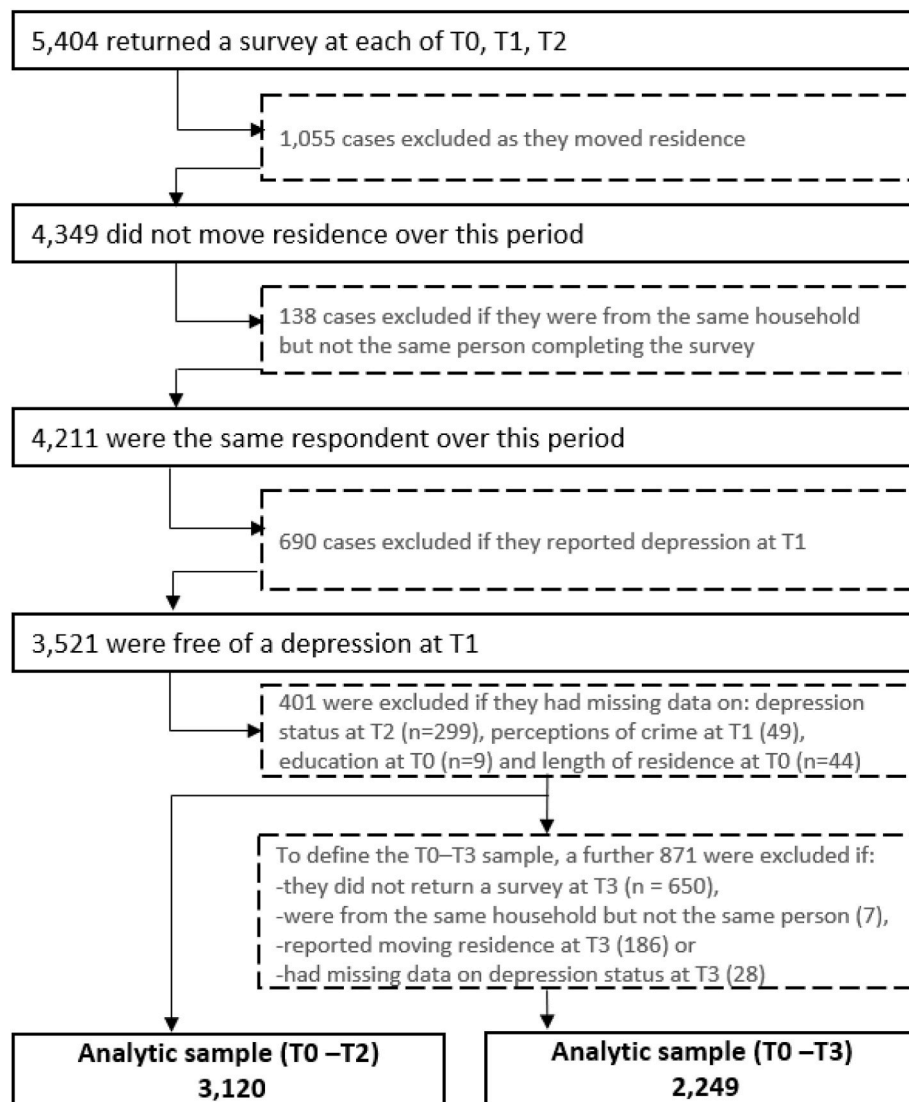 5,404 returned a survey at each of T0, T1, T2
1,055 cases excluded as they moved residence
4,349 did not move residence over this period
138 cases excluded if they were from the same household
but not the same person completing the survey
4,211 were the same respondent over this period
690 cases excluded if they reported depression at T1
3,521 were free of a depression at T1
401 were excluded if they had missing data on: depression
status at T2 (n=299), perceptions of crime at T1 (49),
education at T0 (n=9) and length of residence at T0 (n=44)
To define the T0–T3 sample, a further 871 were excluded if:
-they did not return a survey at T3 (n = 650),
-were from the same household but not the same person (7),
-reported moving residence at T3 (186) or
-had missing data on depression status at T3 (28)
Analytic sample (T0 –T2)
3,120
Analytic sample (T0 –T3)
2,249